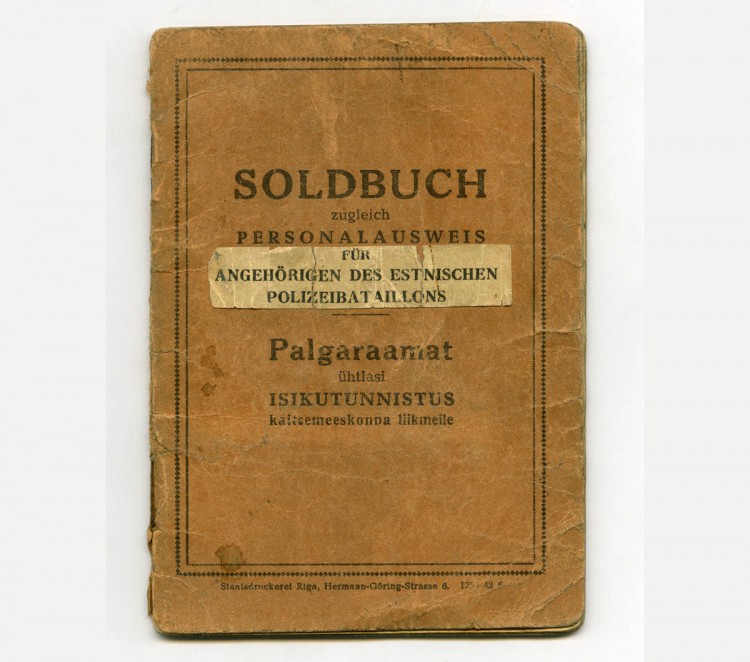 SOLDBUCH
zugleich
PERSONALAUSWEIS
FÜR
ANGEHÖRIGEN DES ESTNISCHEN
POLIZEIBATAILLONS
Palgaraamat
ühtlasi
ISIKUTUNNISTUS
kaitsemeeskonna liikmeile
Staatsdruckerei Riga, Hermann-Göring-Strasse 6.